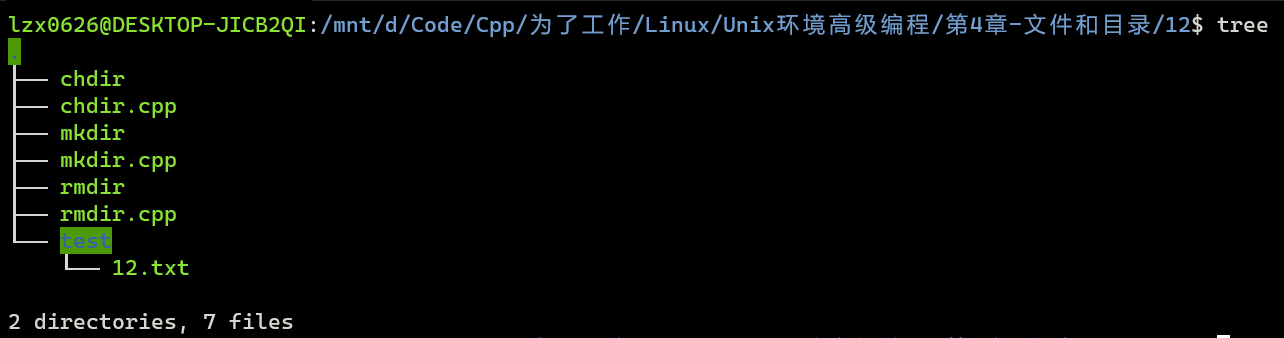 lzx0626@DESKTOP-JICB2QI:/mnt/d/Code/Cpp/为了工作/Linux/Unix环境高级编程/第4章-文件和目录/12$ tree
.
├── chdir
├── chdir.cpp
├── mkdir
├── mkdir.cpp
├── rmdir
├── rmdir.cpp
└── test
    └── 12.txt
2 directories, 7 files